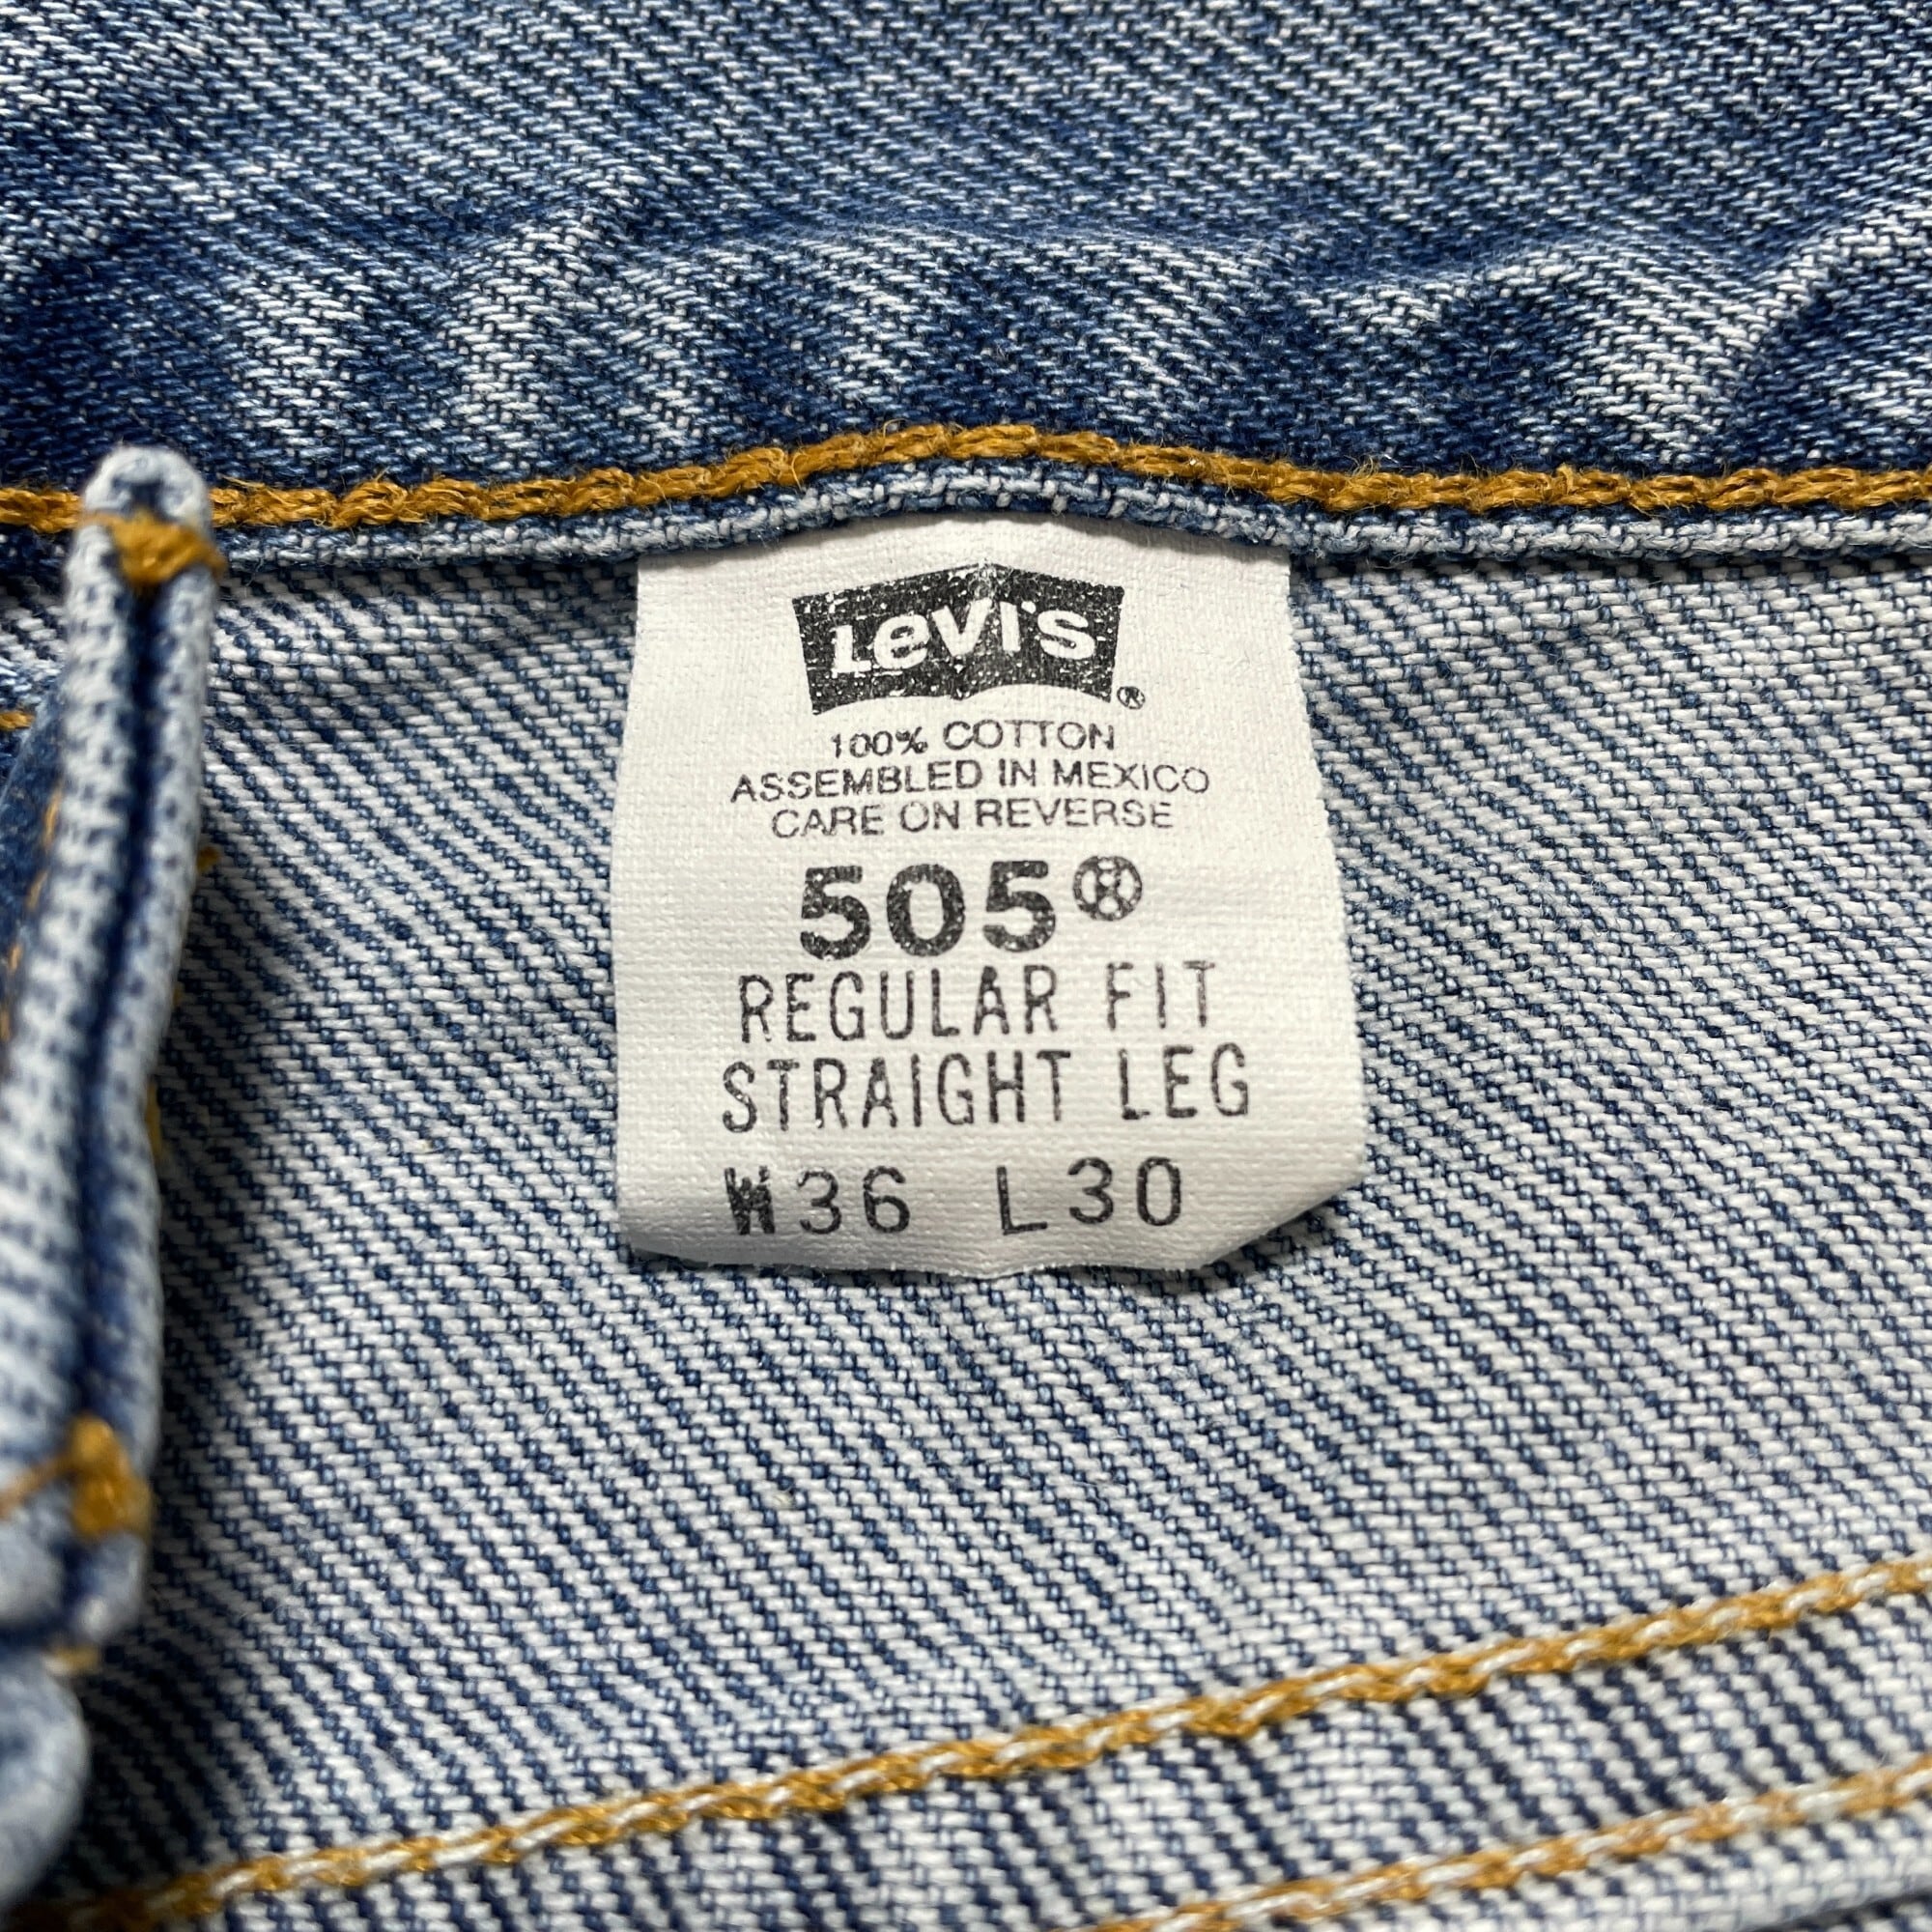 Levi's ®
100% COTTON
ASSEMBLED IN MEXICO
CARE ON REVERSE
505®
REGULAR FIT
STRAIGHT LEG
W36 L30